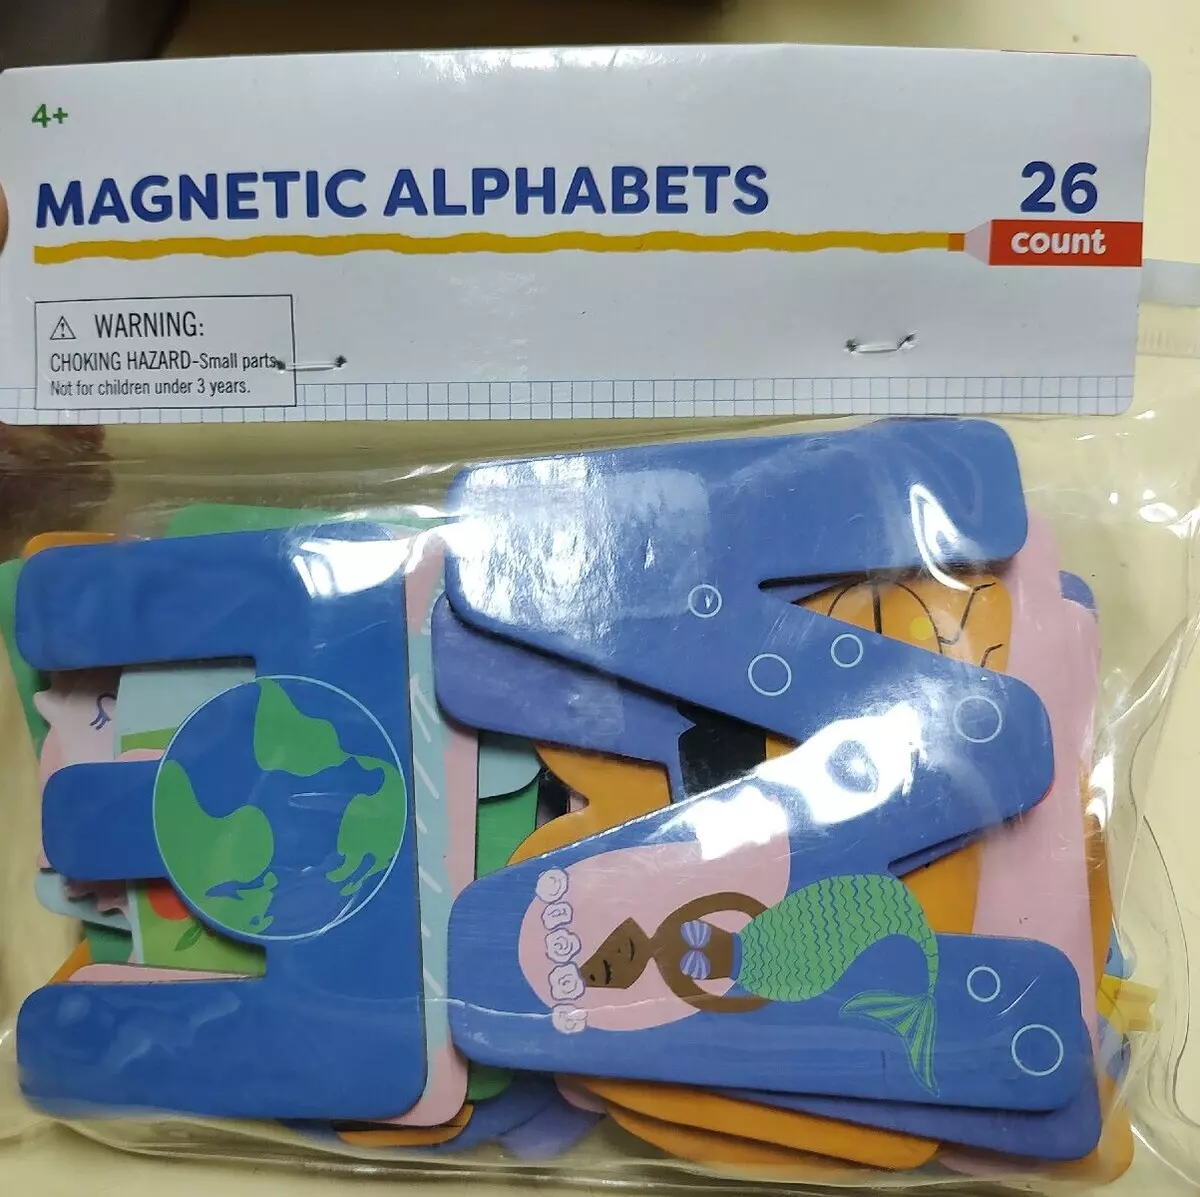 4+
MAGNETIC ALPHABETS
26
count
⚠ WARNING:
CHOKING HAZARD-Small parts.
Not for children under 3 years.